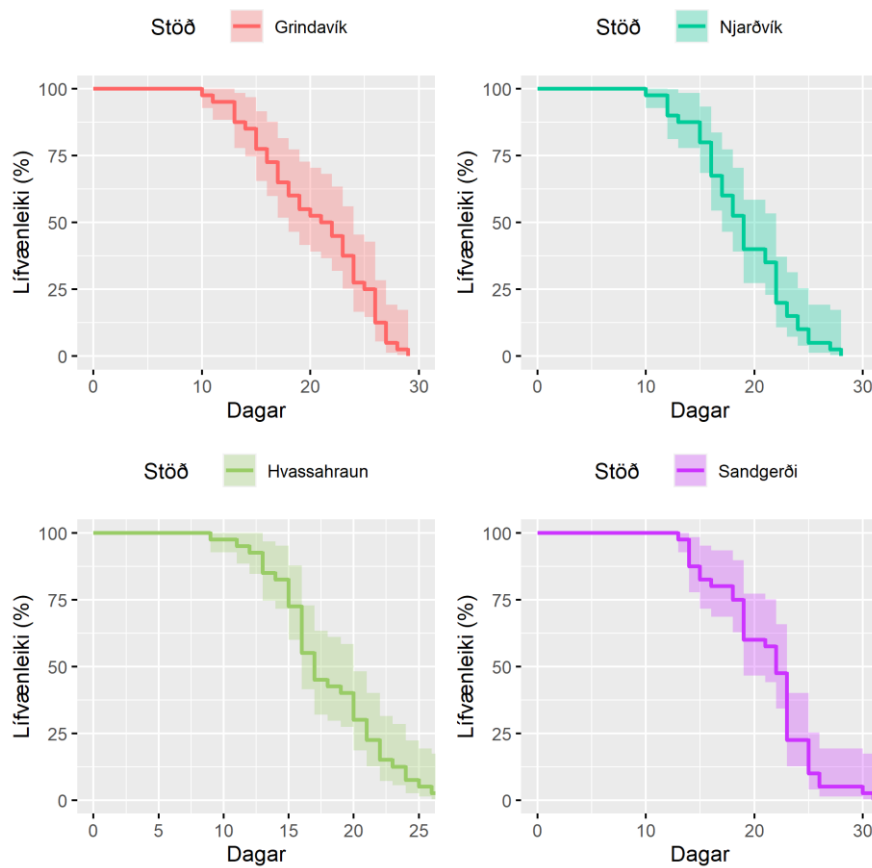 Stöð Grindavík
100
75
50
25
0
Lífvænleiki (%)
0 10 20 30
Dagar
Stöð Njarðvík
100
75
50
25
0
Lífvænleiki (%)
0 10 20 30
Dagar
Stöð Hvassahraun
100
75
50
25
0
Lífvænleiki (%)
0 5 10 15 20 25
Dagar
Stöð Sandgerði
100
75
50
25
0
Lífvænleiki (%)
0 10 20 30
Dagar